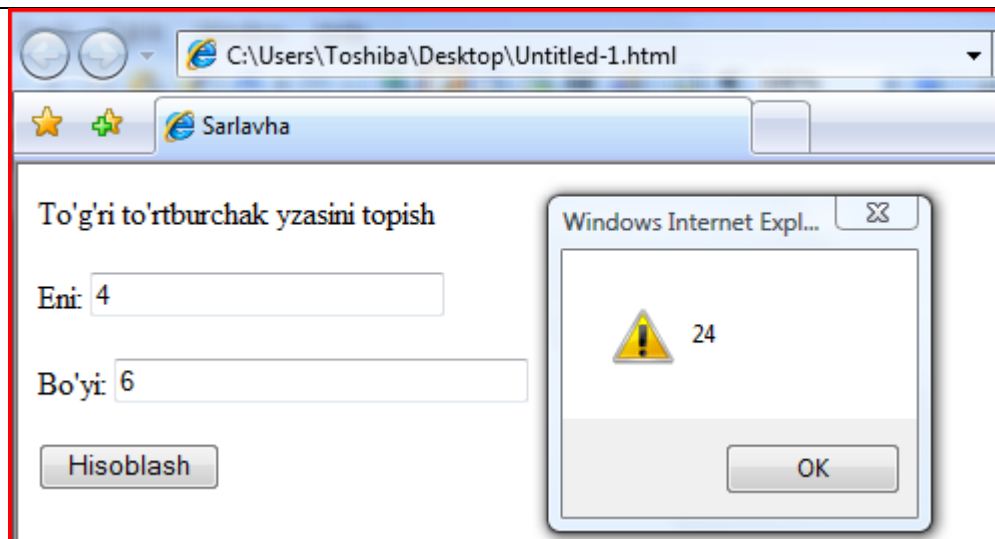 C:\Users\Toshiba\Desktop\Untitled-1.html
Sarlavha
To'g'ri to'rtburchak yzasini topish
Eni: 4
Bo'yi: 6
Hisoblash
Windows Internet Expl...
24
OK